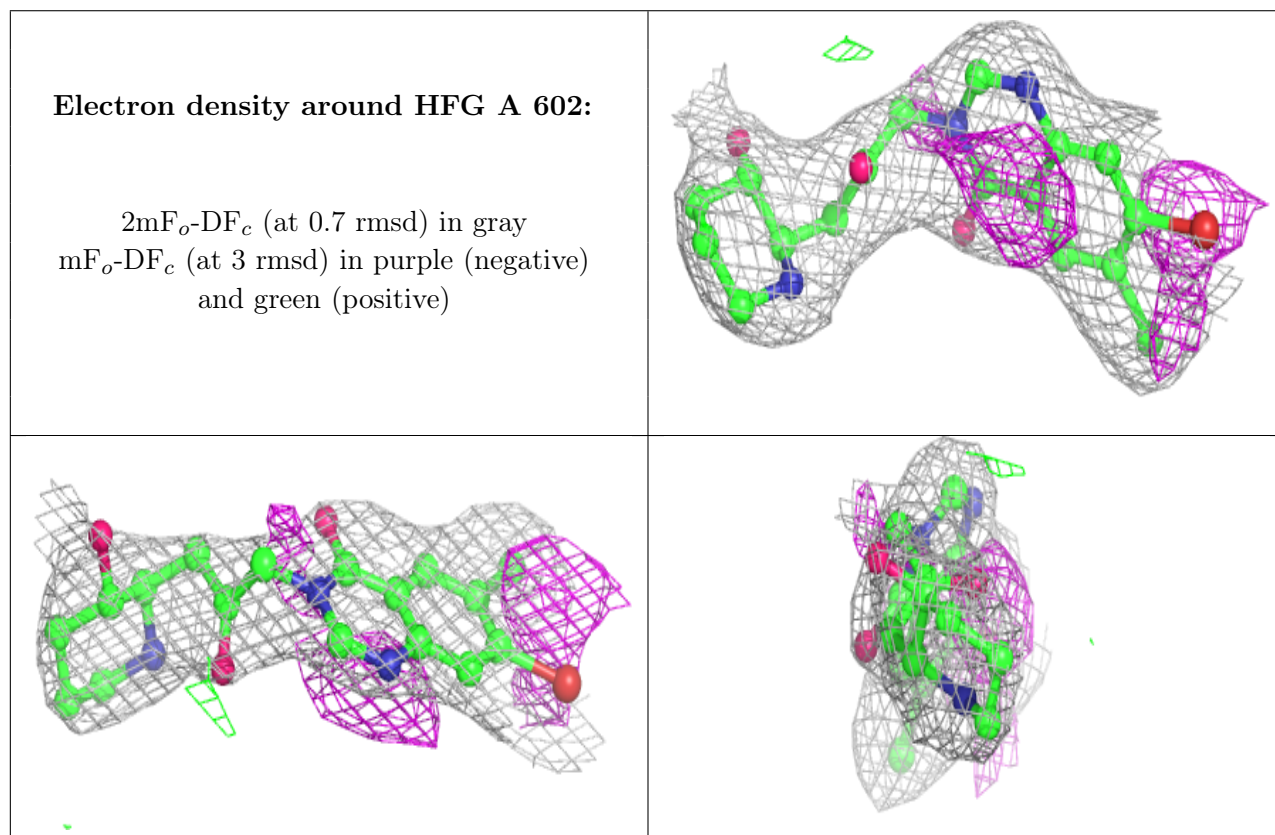 Electron density around HFG A 602:
2mFo-DFc (at 0.7 rmsd) in gray
mFo-DFc (at 3 rmsd) in purple (negative)
and green (positive)